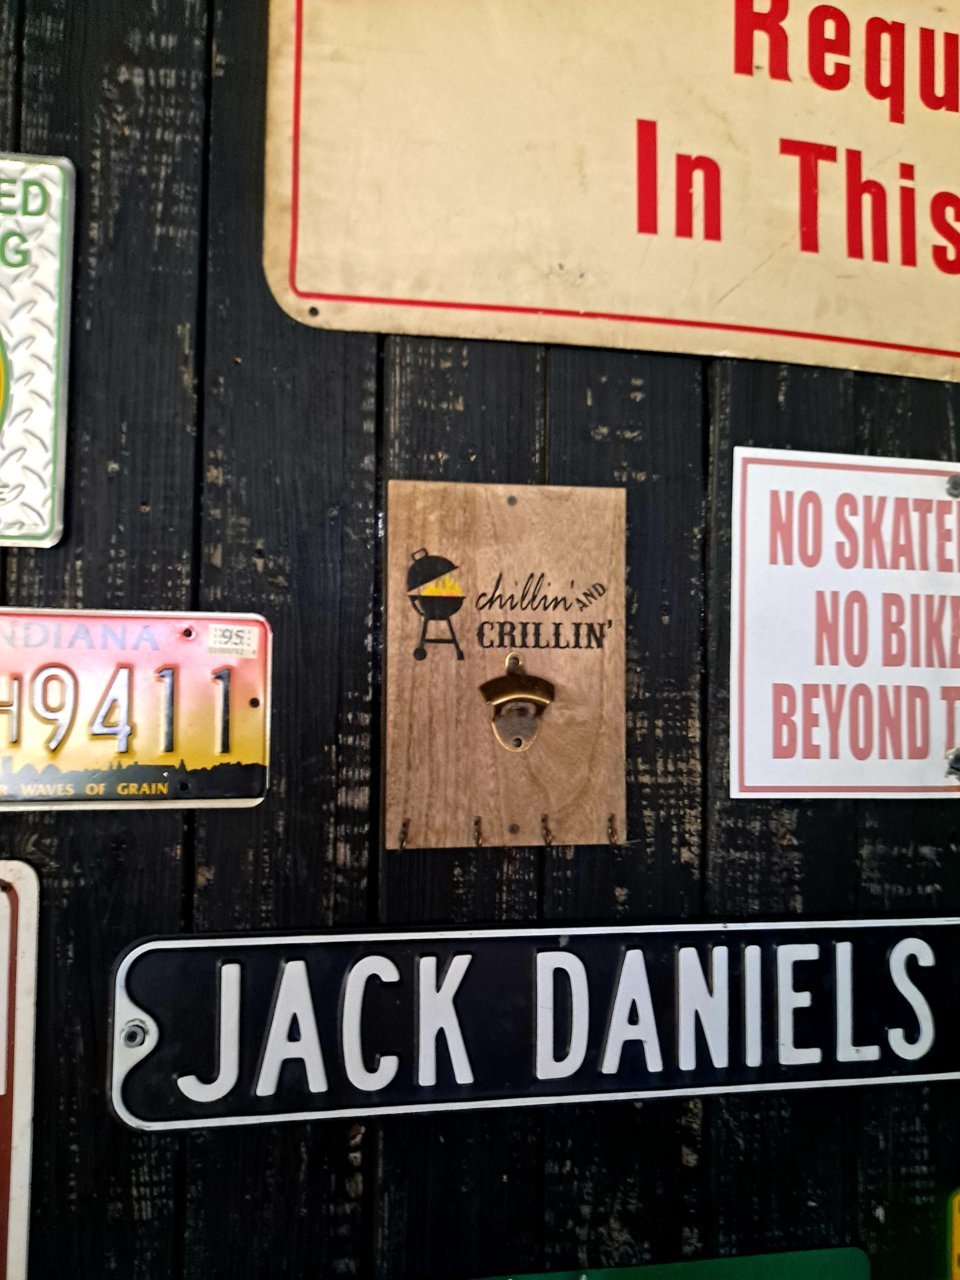 Requ
In This
ED
G
NO SKATE
NO BIKE
BEYOND T
chillin' AND
GRILLIN'
NDIANA
95
H9411
R WAVES OF GRAIN
JACK DANIELS